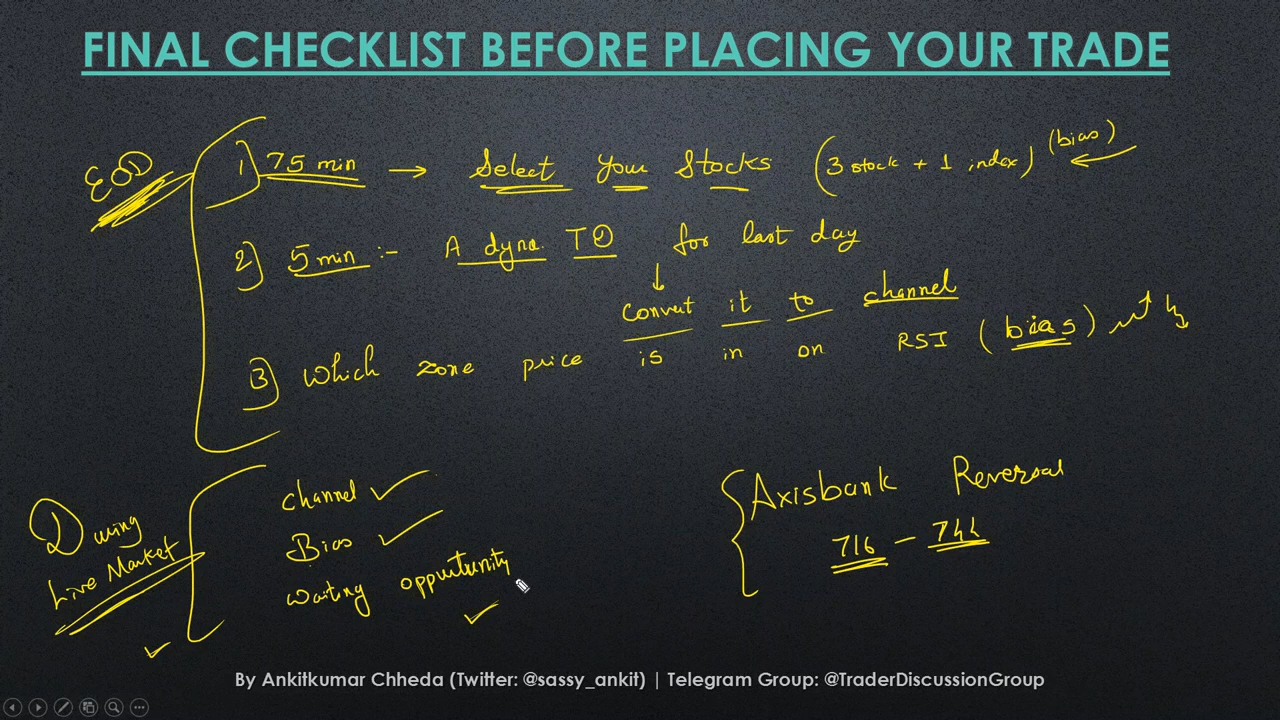 FINAL CHECKLIST BEFORE PLACING YOUR TRADE
EOD
1) 75 min → Select Your Stocks (3 stock + 1 index) (bias)
2) 5 min :- A dyna. for last day
Convert it to channel
3) Which zone price is in on RSI (bias)
During
Live Market
channel ✓
Bias ✓
Waiting oppurtunity ✓
Axisbank Reversal
716 - 744
By Ankitkumar Chheda (Twitter: @sassy_ankit) | Telegram Group: @TraderDiscussionGroup